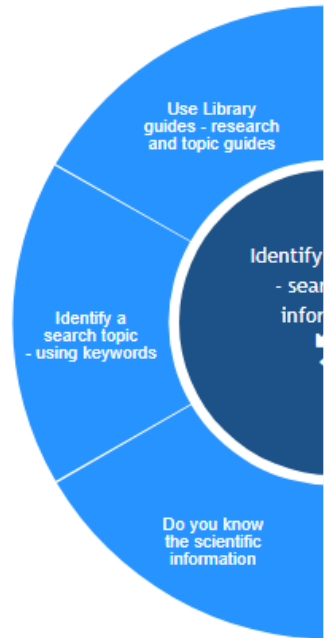 Use Library
guides - research
and topic guides
Identify
- sear
infor
Identify a
search topic
- using keywords
Do you know
the scientific
information